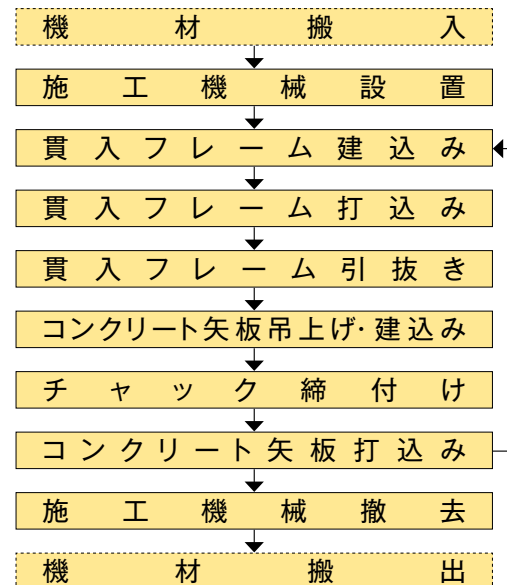 機材搬入
施工機械設置
貫入フレーム建込み
貫入フレーム打込み
貫入フレーム引抜き
コンクリート矢板吊上げ・建込み
チャック締付け
コンクリート矢板打込み
施工機械撤去
機材搬出